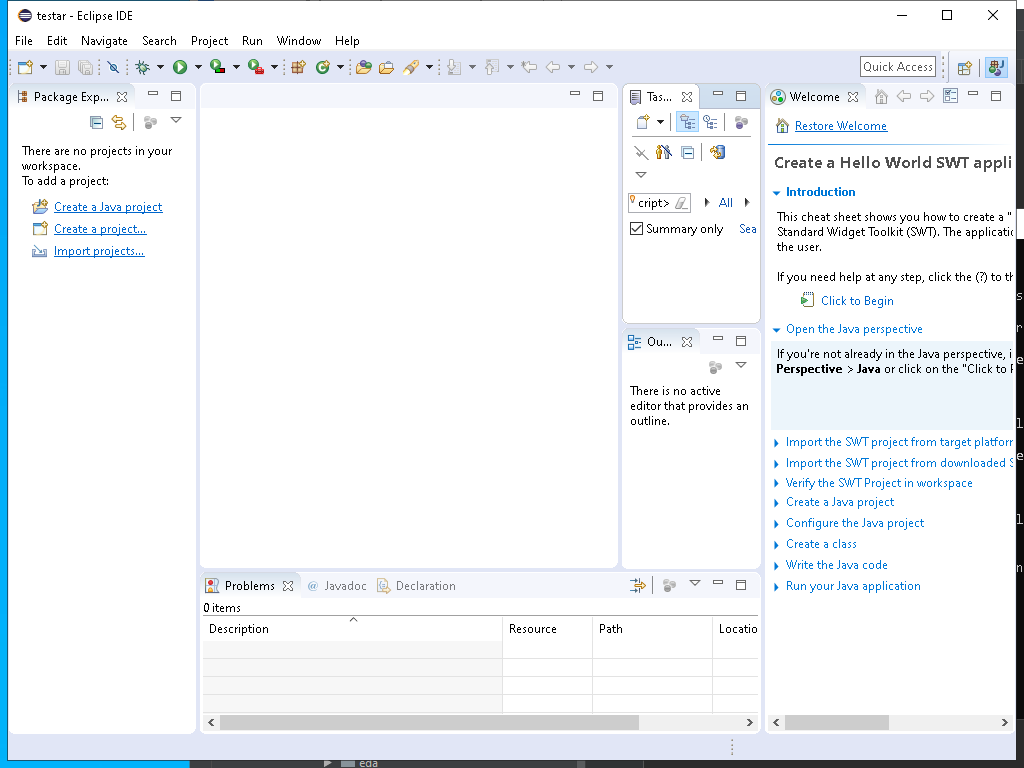 testar - Eclipse IDE
File Edit Navigate Search Project Run Window Help
Quick Access
Package Exp...
There are no projects in your
workspace.
To add a project:
Create a Java project
Create a project...
Import projects...
Tas...
cript>
All
Summary only
Sea
Ou...
There is no active
editor that provides an
outline.
Welcome
Restore Welcome
Create a Hello World SWT appli
Introduction
This cheat sheet shows you how to create a "
Standard Widget Toolkit (SWT). The applicatio
the user.
If you need help at any step, click the (?) to th
Click to Begin
Open the Java perspective
If you're not already in the Java perspective, i
Perspective > Java or click on the "Click to P
Import the SWT project from target platforr
Import the SWT project from downloaded S
Verify the SWT Project in workspace
Create a Java project
Configure the Java project
Create a class
Write the Java code
Run your Java application
Problems @ Javadoc Declaration
0 items
Description Resource Path Locatio
eda